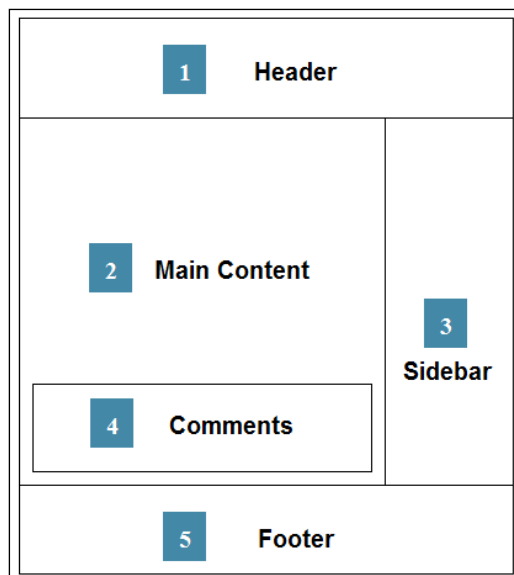 1 Header
2 Main Content
3
Sidebar
4 Comments
5 Footer